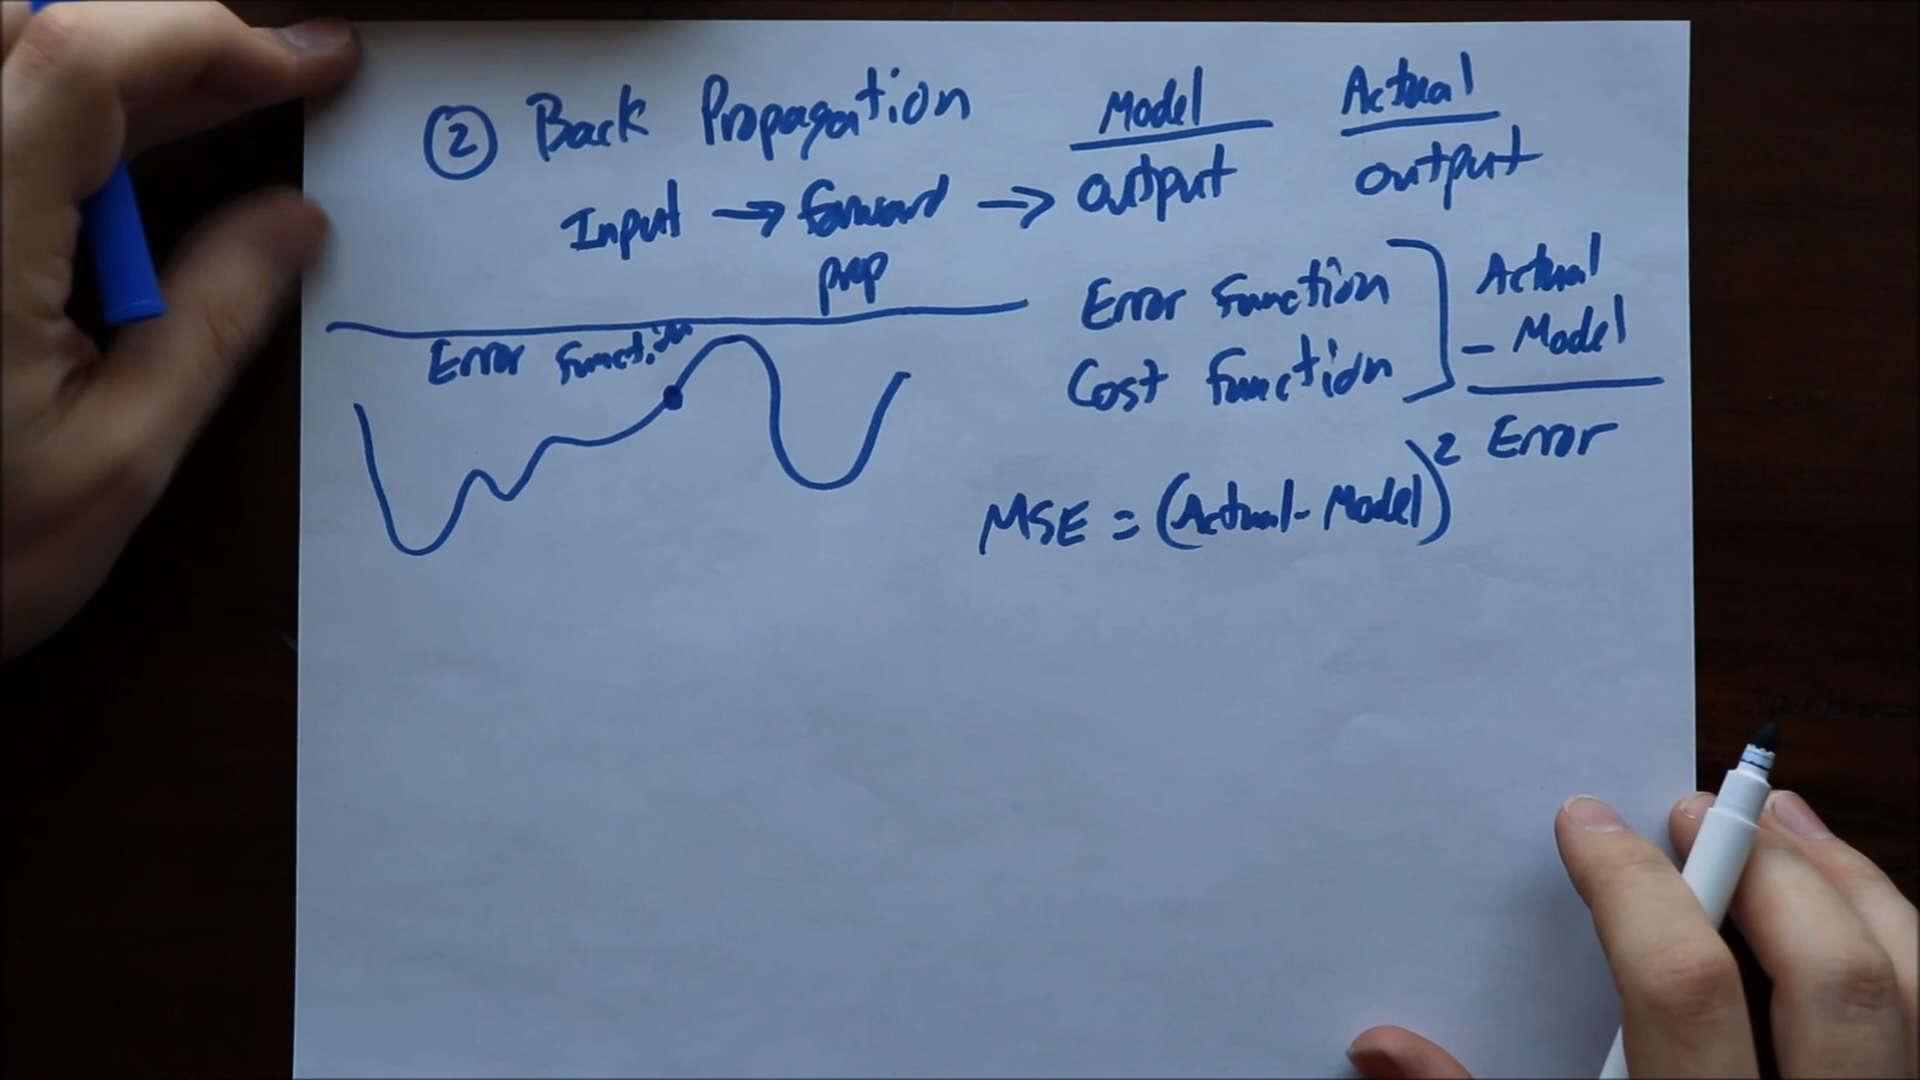 ② Back Propagation
Input → forward prop →
Model output
Actual output
Error Function
Cost Function
Actual
- Model
Error
Error Function
MSE = (Actual - Model)²